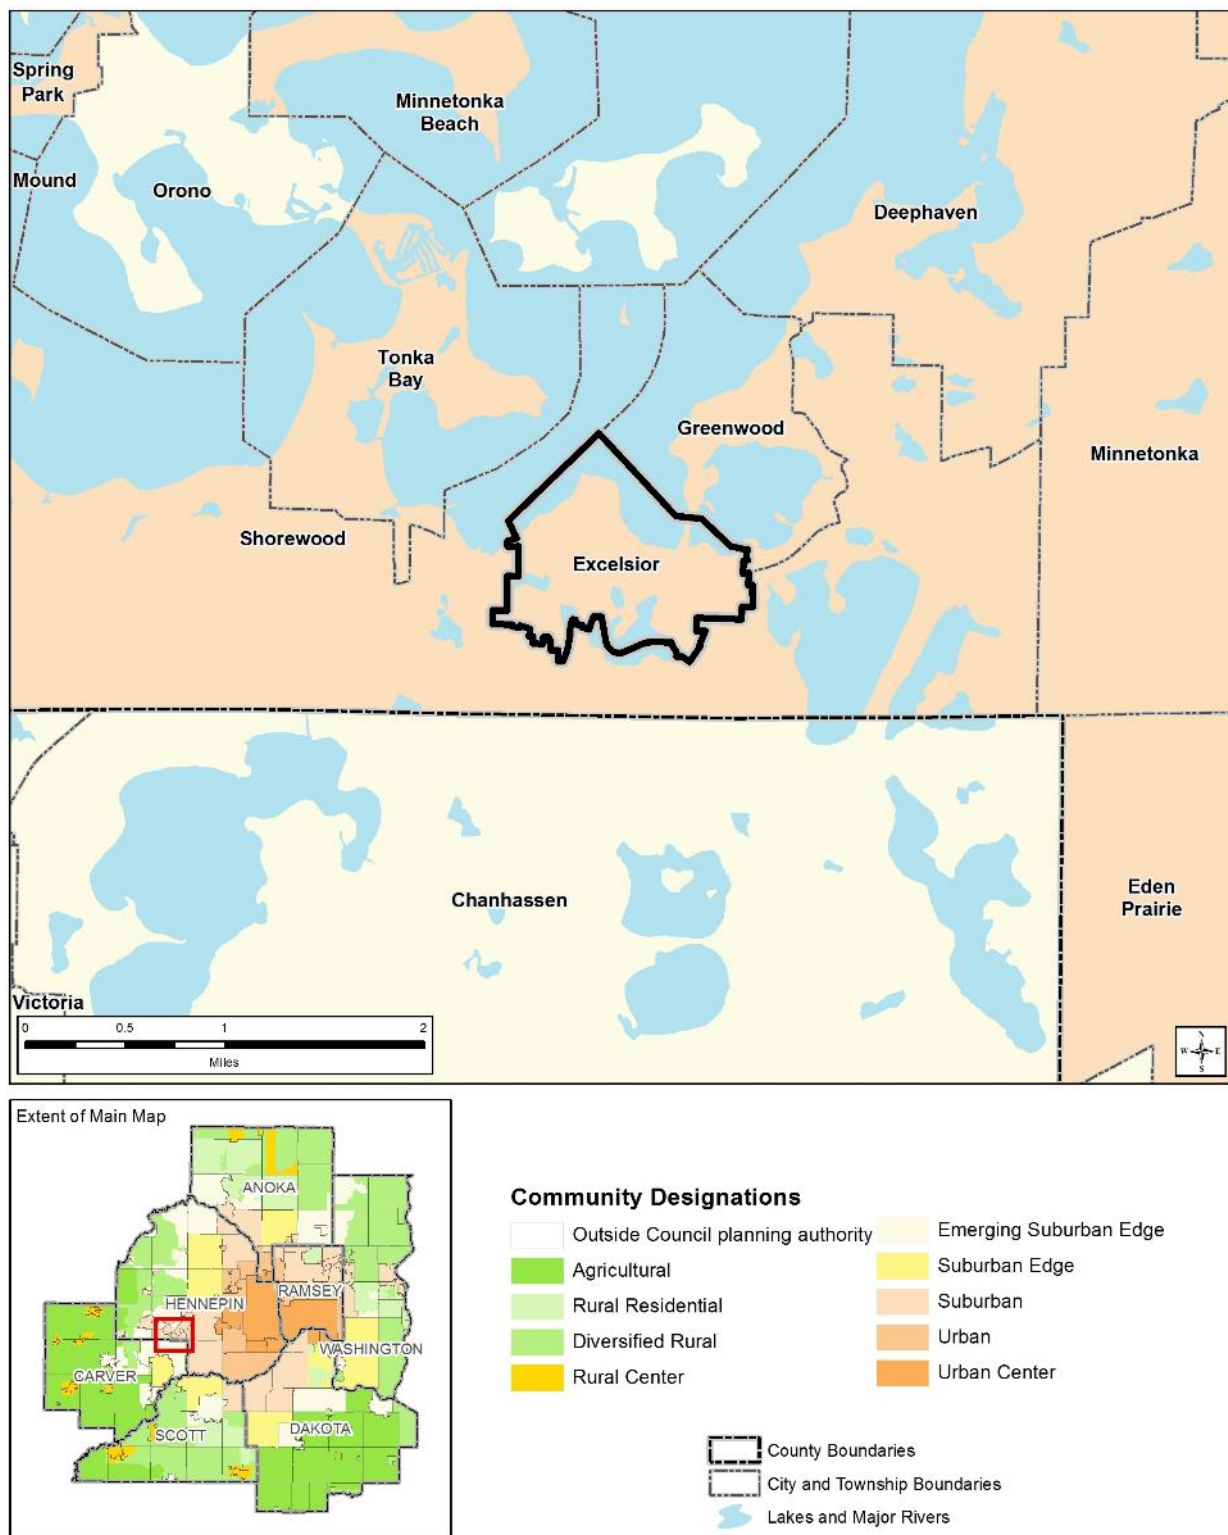 Spring
Park
Minnetonka
Beach
Mound
Orono
Deephaven
Tonka
Bay
Greenwood
Minnetonka
Shorewood
Excelsior
Chanhassen
Eden
Prairie
Victoria
0 0.5 1 2
Miles
N
W E
S
Extent of Main Map
ANOKA
HENNEPIN
RAMSEY
WASHINGTON
CARVER
SCOTT
DAKOTA
Community Designations
Outside Council planning authority
Agricultural
Rural Residential
Diversified Rural
Rural Center
Emerging Suburban Edge
Suburban Edge
Suburban
Urban
Urban Center
County Boundaries
City and Township Boundaries
Lakes and Major Rivers